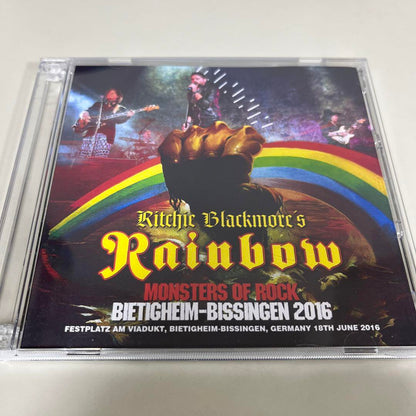 Ritchie Blackmore's
Rainbow
MONSTERS OF ROCK
BIETIGHEIM-BISSINGEN 2016
FESTPLATZ AM VIADUKT, BIETIGHEIM-BISSINGEN, GERMANY 18TH JUNE 2016